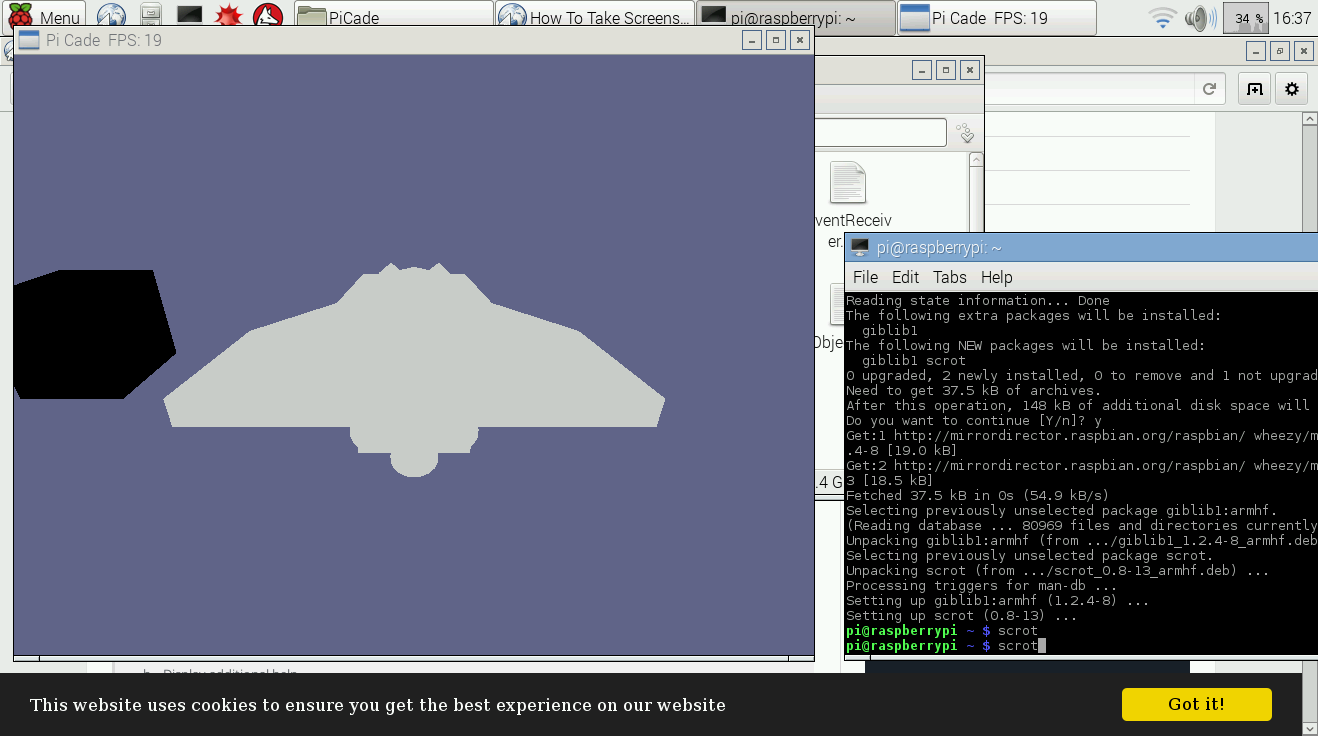 Menu
PiCade
How To Take Screens...
pi@raspberrypi: ~
Pi Cade FPS: 19
34 %
16:37
Pi Cade FPS: 19
ventReceiv
er.
Obje
.4 G
pi@raspberrypi: ~
File Edit Tabs Help
Reading state information... Done
The following extra packages will be installed:
giblib1
The following NEW packages will be installed:
giblib1 scrot
0 upgraded, 2 newly installed, 0 to remove and 1 not upgrad
Need to get 37.5 kB of archives.
After this operation, 148 kB of additional disk space will
Do you want to continue [Y/n]? y
Get:1 http://mirrordirector.raspbian.org/raspbian/ wheezy/m
.4-8 [19.0 kB]
Get:2 http://mirrordirector.raspbian.org/raspbian/ wheezy/m
3 [18.5 kB]
Fetched 37.5 kB in 0s (54.9 kB/s)
Selecting previously unselected package giblib1:armhf.
(Reading database ... 80969 files and directories currently
Unpacking giblib1:armhf (from .../giblib1_1.2.4-8_armhf.deb
Selecting previously unselected package scrot.
Unpacking scrot (from .../scrot_0.8-13_armhf.deb) ...
Processing triggers for man-db ...
Setting up giblib1:armhf (1.2.4-8) ...
Setting up scrot (0.8-13) ...
pi@raspberrypi ~ $ scrot
pi@raspberrypi ~ $ scrot
This website uses cookies to ensure you get the best experience on our website
Got it!